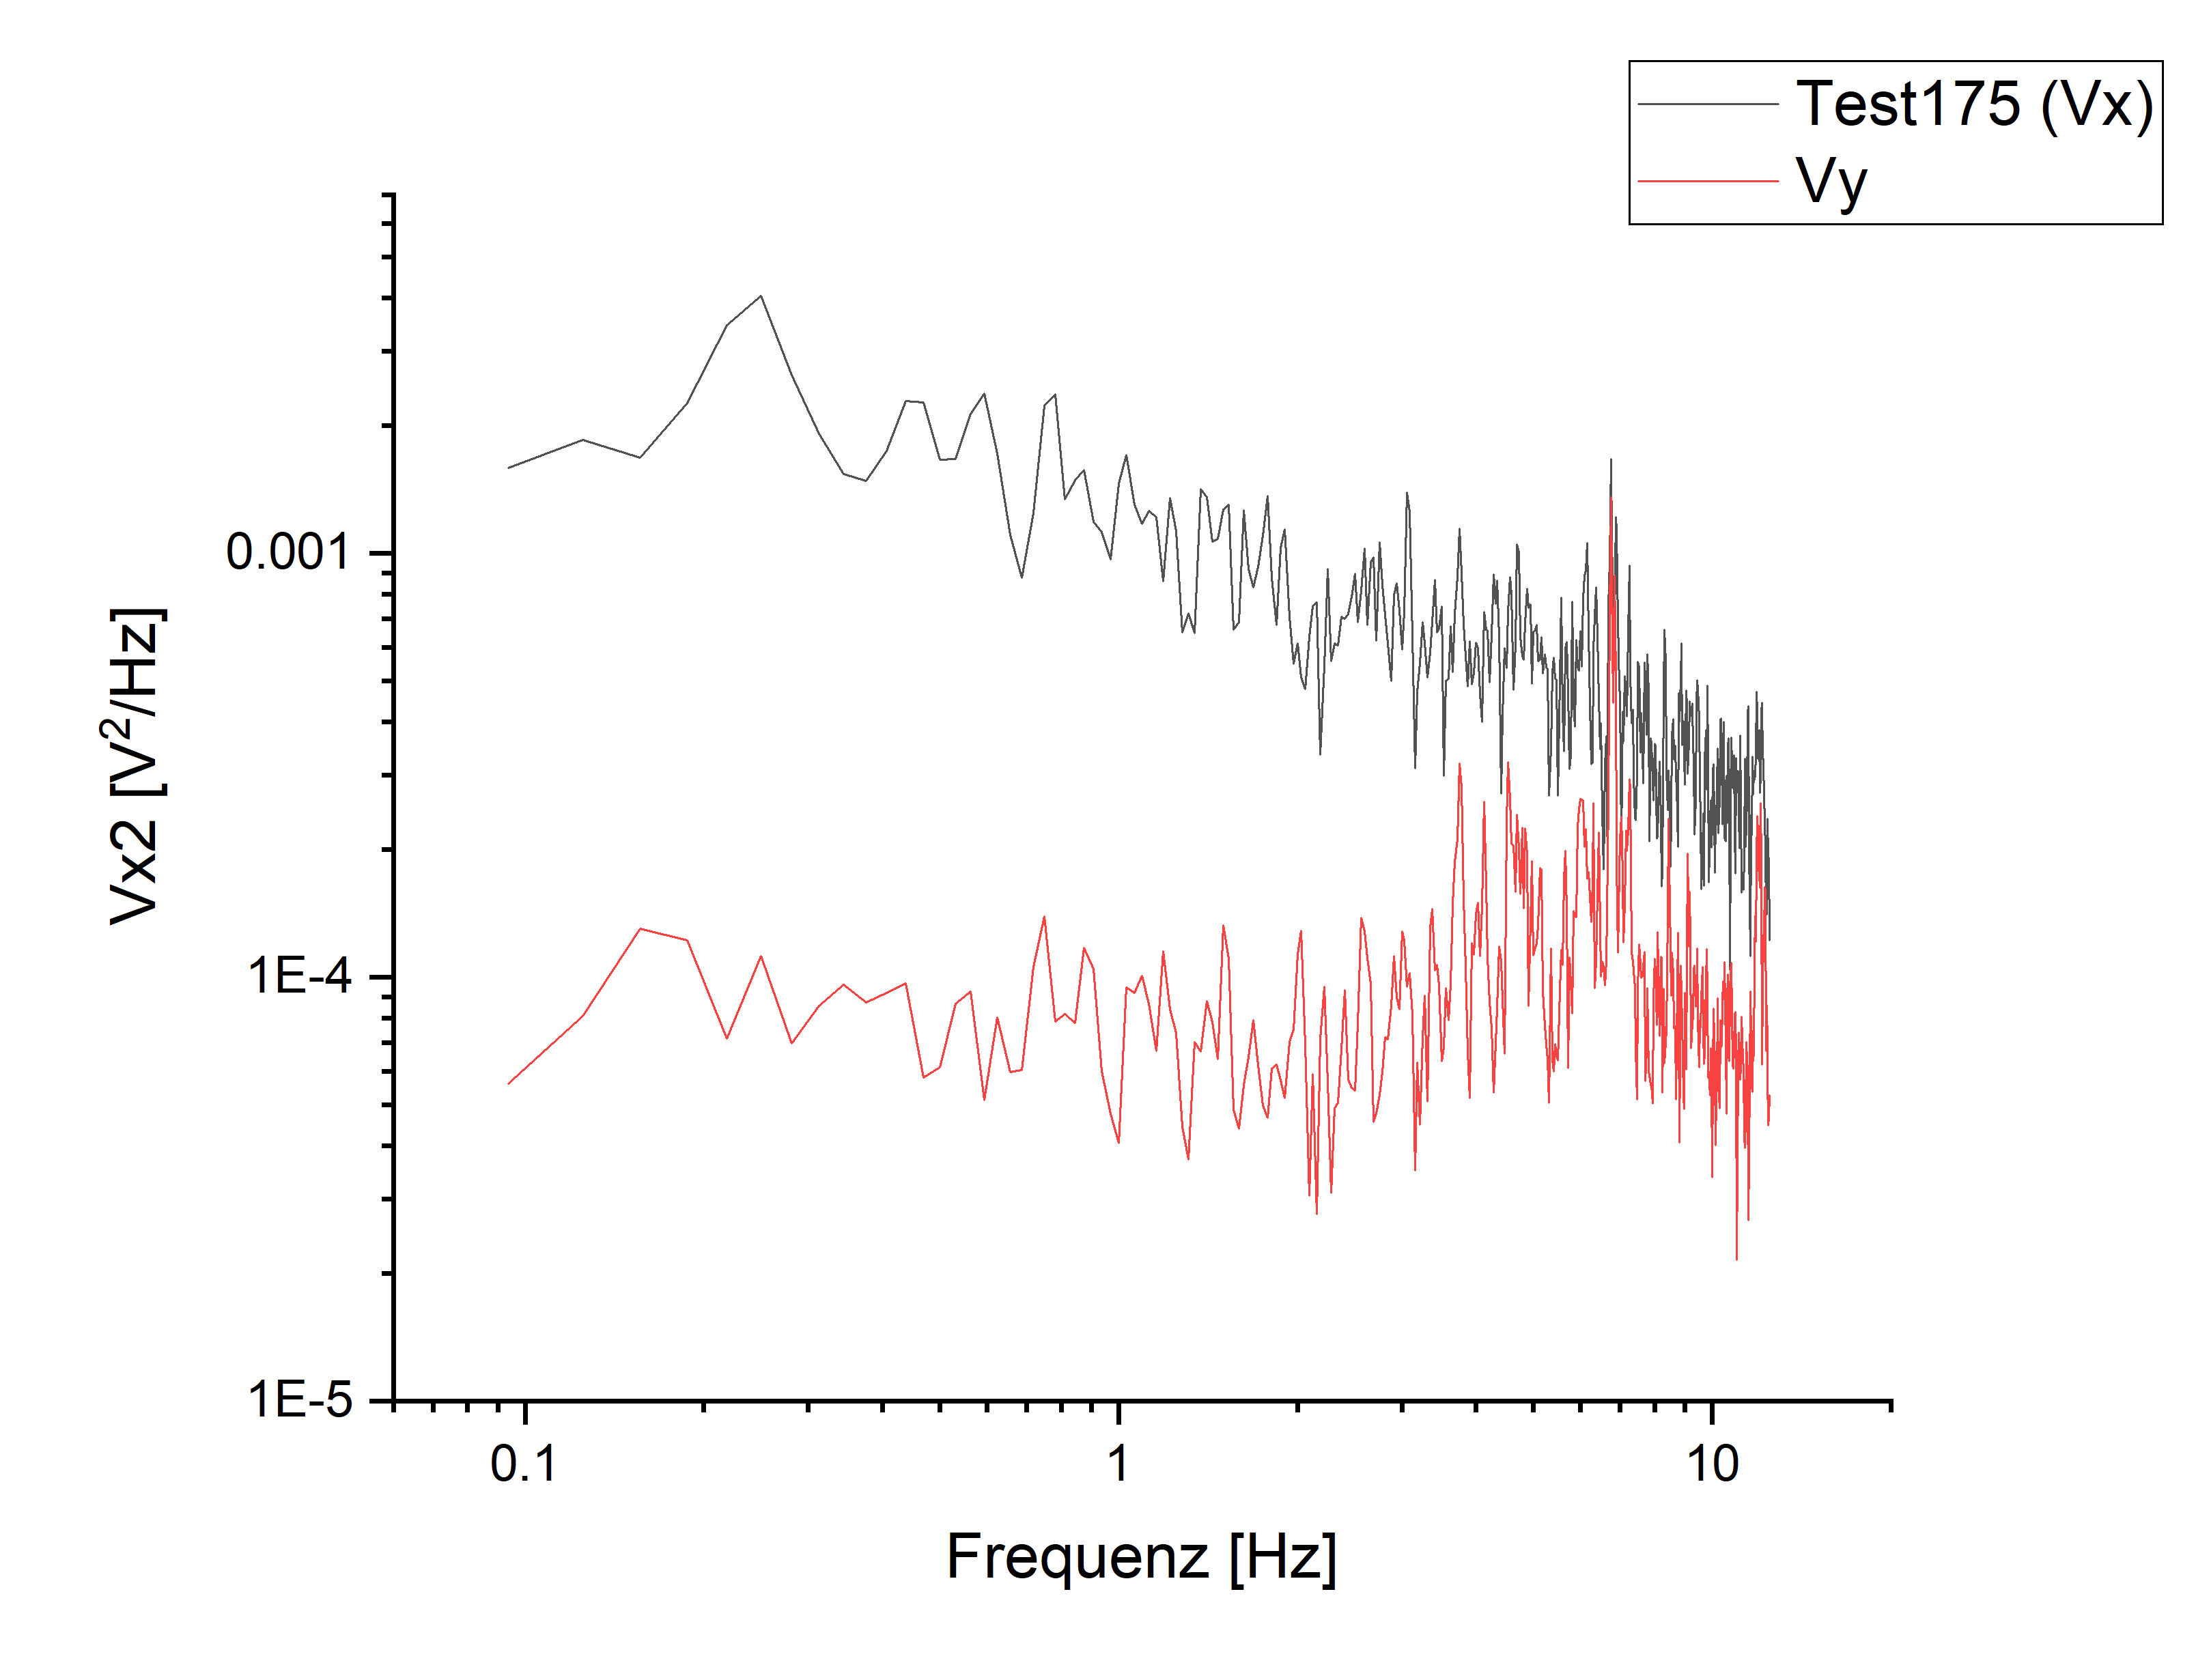 Test175 (Vx)
Vy
0.001
1E-4
1E-5
Vx2 [V²/Hz]
0.1 1 10
Frequenz [Hz]